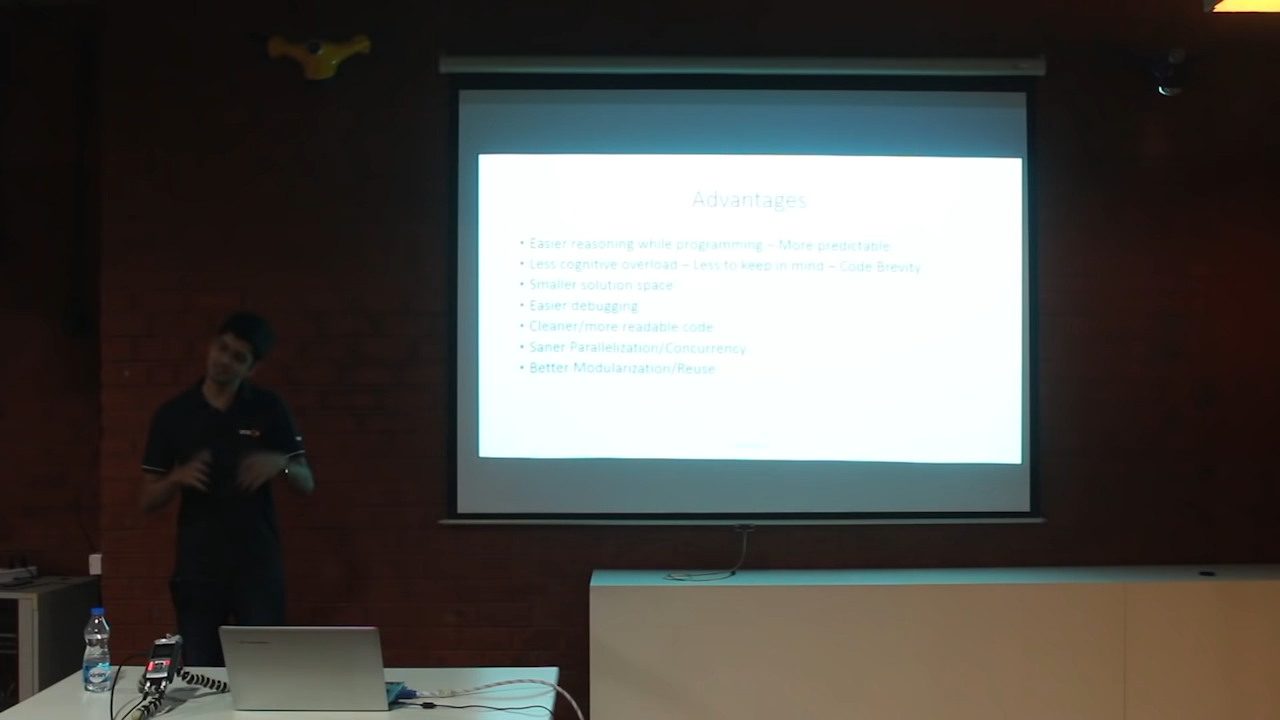 Advantages
• Easier reasoning while programming – More predictable
• Less cognitive overload – Less to keep in mind – Code Brevity
• Smaller solution space
• Easier debugging
• Cleaner/more readable code
• Saner Parallelization/Concurrency
• Better Modularization/Reuse